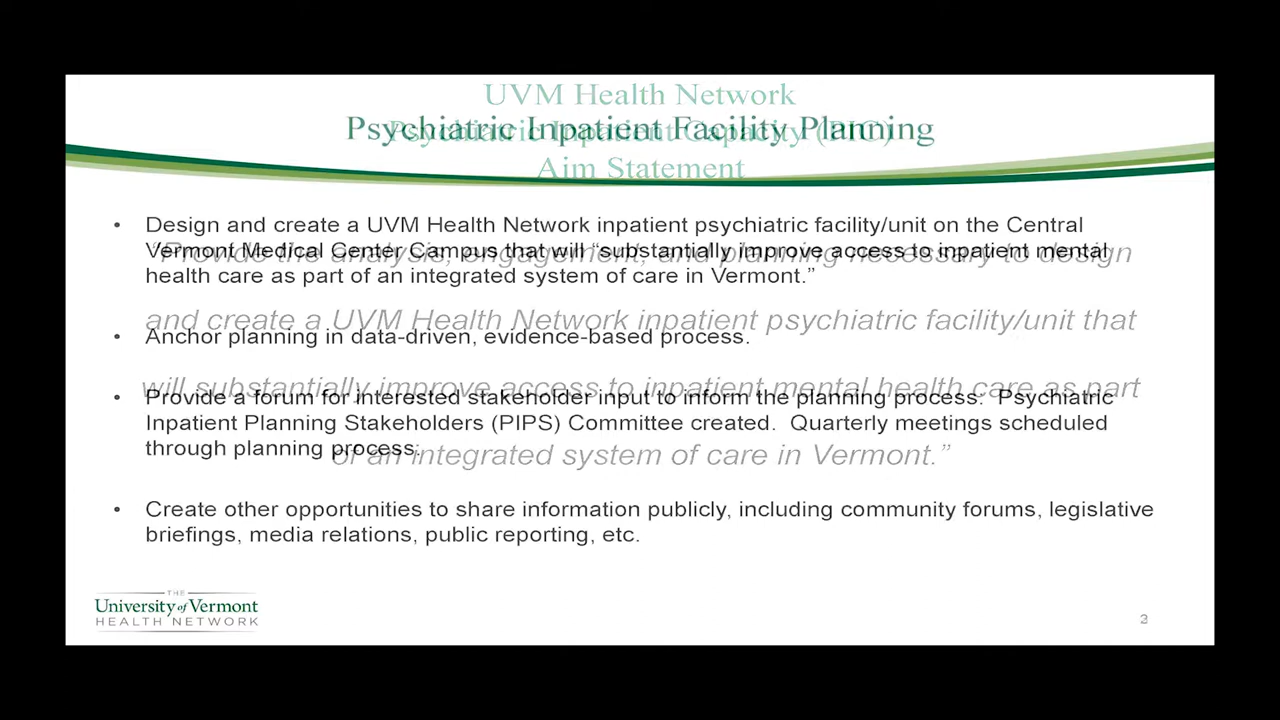 UVM Health Network
Psychiatric Inpatient Facility Planning
Psychiatric Inpatient Capacity (PIC)
Aim Statement
• Design and create a UVM Health Network inpatient psychiatric facility/unit on the Central
Vermont Medical Center Campus that will “substantially improve access to inpatient mental
health care as part of an integrated system of care in Vermont.”
“Provide the analysis, engagement, and planning necessary to design
and create a UVM Health Network inpatient psychiatric facility/unit that
• Anchor planning in data-driven, evidence-based process.
will substantially improve access to inpatient mental health care as part
• Provide a forum for interested stakeholder input to inform the planning process. Psychiatric
Inpatient Planning Stakeholders (PIPS) Committee created. Quarterly meetings scheduled
through planning process.
of an integrated system of care in Vermont.”
• Create other opportunities to share information publicly, including community forums, legislative
briefings, media relations, public reporting, etc.
THE
University of Vermont
HEALTH NETWORK